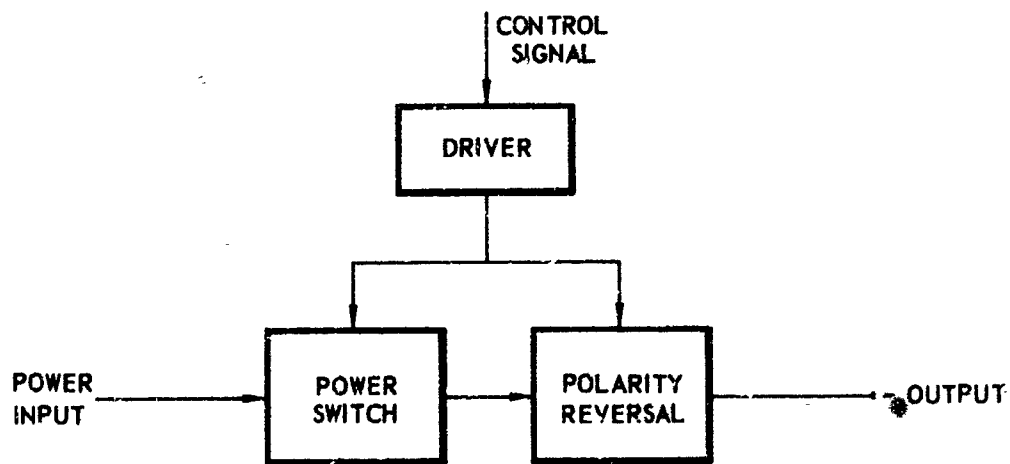 CONTROL
SIGNAL
DRIVER
POWER
INPUT
POWER
SWITCH
POLARITY
REVERSAL
OUTPUT